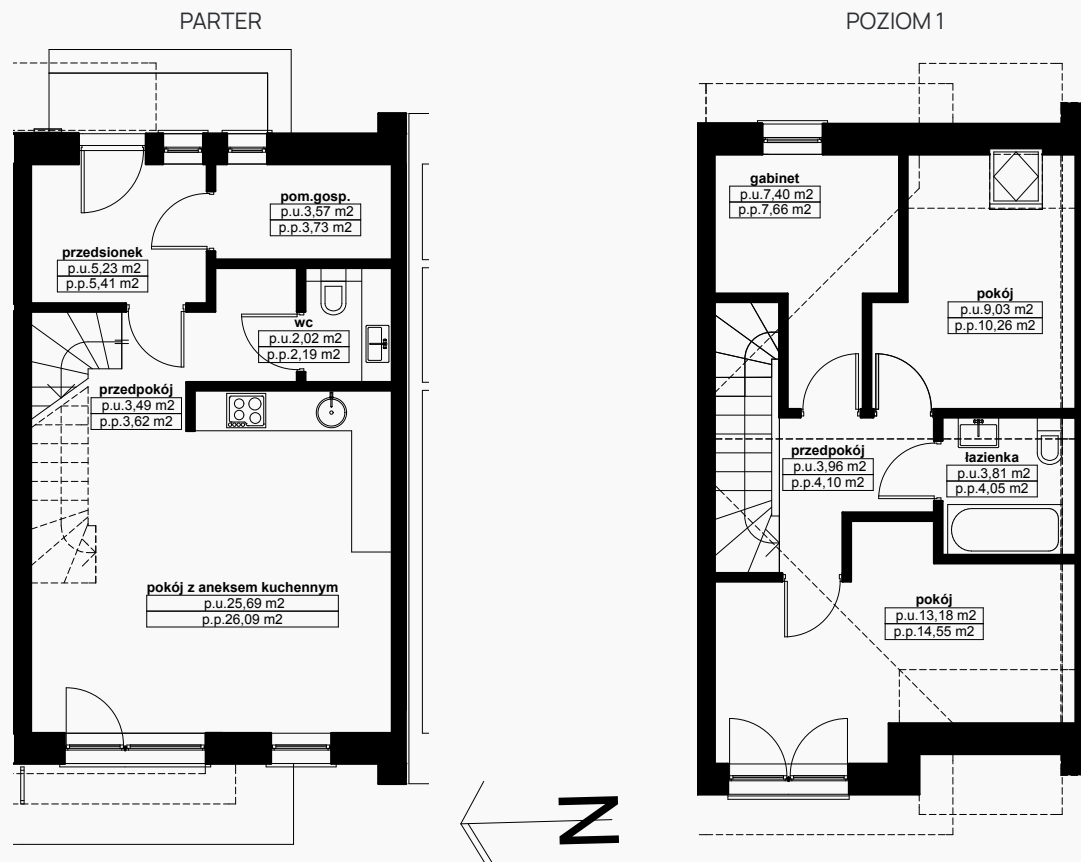 PARTER
pom.gosp.
p.u.3,57 m2
p.p.3,73 m2
przedsionek
p.u.5,23 m2
p.p.5,41 m2
wc
p.u.2,02 m2
p.p.2,19 m2
przedpokój
p.u.3,49 m2
p.p.3,62 m2
pokój z aneksem kuchennym
p.u.25,69 m2
p.p.26,09 m2
N
POZIOM 1
gabinet
p.u.7,40 m2
p.p.7,66 m2
pokój
p.u.9,03 m2
p.p.10,26 m2
przedpokój
p.u.3,96 m2
p.p.4,10 m2
łazienka
p.u.3,81 m2
p.p.4,05 m2
pokój
p.u.13,18 m2
p.p.14,55 m2